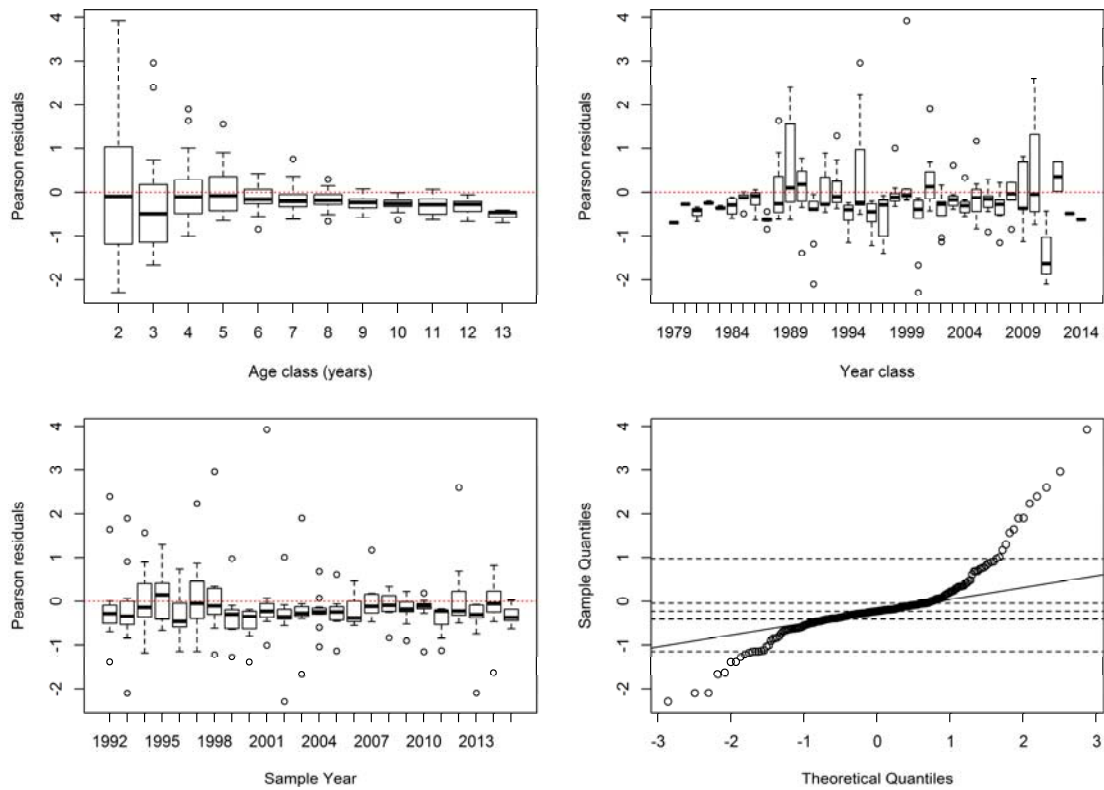 4
3
2
1
0
-1
-2
Pearson residuals
2 3 4 5 6 7 8 9 10 11 12 13
Age class (years)
4
3
2
1
0
-1
-2
Pearson residuals
1979 1984 1989 1994 1999 2004 2009 2014
Year class
4
3
2
1
0
-1
-2
Pearson residuals
1992 1995 1998 2001 2004 2007 2010 2013
Sample Year
4
3
2
1
0
-1
-2
Sample Quantiles
-3 -2 -1 0 1 2 3
Theoretical Quantiles